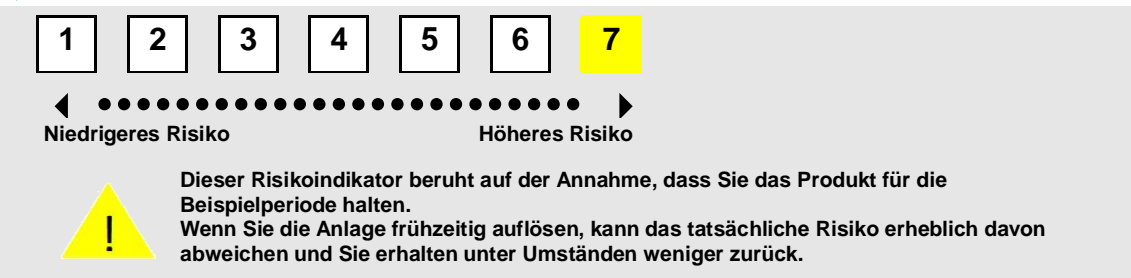 1 2 3 4 5 6 7
Niedrigeres Risiko Höheres Risiko
Dieser Risikoindikator beruht auf der Annahme, dass Sie das Produkt für die
Beispielperiode halten.
Wenn Sie die Anlage frühzeitig auflösen, kann das tatsächliche Risiko erheblich davon
abweichen und Sie erhalten unter Umständen weniger zurück.
!